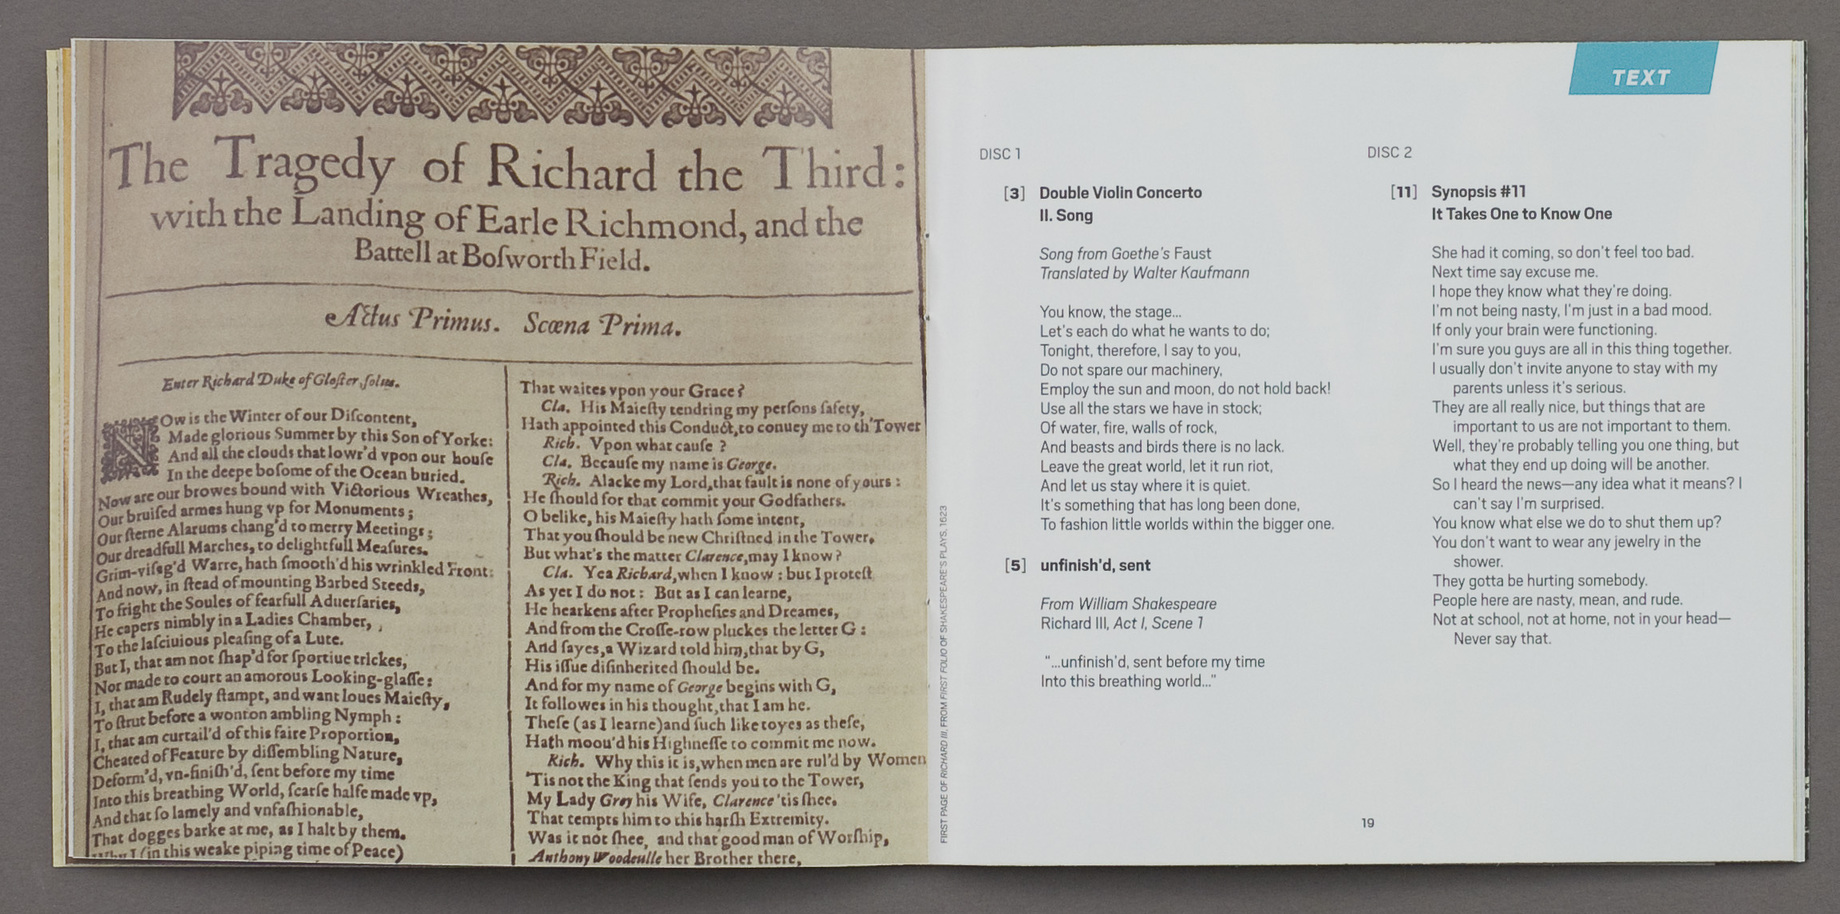 The Tragedy of Richard the Third:
with the Landing of Earle Richmond, and the
Battell at Boſworth Field.
Actus Primus. Scœna Prima.
Enter Richard Duke of Gloſter, ſolus.
NOw is the Winter of our Diſcontent,
Made glorious Summer by this Son of Yorke:
And all the clouds that lowr'd vpon our houſe
In the deepe boſome of the Ocean buried.
Now are our browes bound with Victorious Wreathes,
Our bruiſed armes hung vp for Monuments;
Our ſterne Alarums chang'd to merry Meetings;
Our dreadfull Marches, to delightfull Meaſures.
Grim-viſag'd Warre, hath ſmooth'd his wrinkled Front:
And now, in ſtead of mounting Barbed Steeds,
To fright the Soules of fearfull Aduerſaries,
He capers nimbly in a Ladies Chamber,
To the laſciuious pleaſing of a Lute.
But I, that am not ſhap'd for ſportiue trickes,
Nor made to court an amorous Looking-glaſſe:
I, that am Rudely ſtampt, and want loues Maieſty,
To ſtrut before a wonton ambling Nymph:
I, that am curtail'd of this faire Proportion,
Cheated of Feature by diſſembling Nature,
Deform'd, vn-finiſh'd, ſent before my time
Into this breathing World, ſcarſe halfe made vp,
And that ſo lamely and vnfaſhionable,
That dogges barke at me, as I halt by them.
Why I (in this weake piping time of Peace)
That waites vpon your Grace?
Cla. His Maieſty tendring my perſons ſafety,
Hath appointed this Conduct, to conuey me to th'Tower
Rich. Vpon what cauſe?
Cla. Becauſe my name is George.
Rich. Alacke my Lord, that fault is none of yours:
He ſhould for that commit your Godfathers.
O belike, his Maieſty hath ſome intent,
That you ſhould be new Chriſtned in the Tower.
But what's the matter Clarence, may I know?
Cla. Yea Richard, when I know: but I proteſt
As yet I do not: But as I can learne,
He hearkens after Propheſies and Dreames,
And from the Croſſe-row pluckes the letter G:
And ſayes, a Wizard told him, that by G,
His iſſue diſinherited ſhould be.
And for my name of George begins with G,
It followes in his thought, that I am he.
Theſe (as I learne) and ſuch like toyes as theſe,
Hath moou'd his Highneſſe to commit me now.
Rich. Why this it is, when men are rul'd by Women
'Tis not the King that ſends you to the Tower,
My Lady Grey his Wife, Clarence 'tis ſhee.
That tempts him to this harſh Extremity.
Was it not ſhee, and that good man of Worſhip,
Anthony Woodeulle her Brother there,
FIRST PAGE OF RICHARD III, FROM FIRST FOLIO OF SHAKESPEARE'S PLAYS, 1623
TEXT
DISC 1
[3] Double Violin Concerto
II. Song
Song from Goethe's Faust
Translated by Walter Kaufmann
You know, the stage...
Let's each do what he wants to do;
Tonight, therefore, I say to you,
Do not spare our machinery,
Employ the sun and moon, do not hold back!
Use all the stars we have in stock;
Of water, fire, walls of rock,
And beasts and birds there is no lack.
Leave the great world, let it run riot,
And let us stay where it is quiet.
It's something that has long been done,
To fashion little worlds within the bigger one.
[5] unfinish'd, sent
From William Shakespeare
Richard III, Act I, Scene 1
"...unfinish'd, sent before my time
Into this breathing world..."
DISC 2
[11] Synopsis #11
It Takes One to Know One
She had it coming, so don't feel too bad.
Next time say excuse me.
I hope they know what they're doing.
I'm not being nasty, I'm just in a bad mood.
If only your brain were functioning.
I'm sure you guys are all in this thing together.
I usually don't invite anyone to stay with my
parents unless it's serious.
They are all really nice, but things that are
important to us are not important to them.
Well, they're probably telling you one thing, but
what they end up doing will be another.
So I heard the news—any idea what it means? I
can't say I'm surprised.
You know what else we do to shut them up?
You don't want to wear any jewelry in the
shower.
They gotta be hurting somebody.
People here are nasty, mean, and rude.
Not at school, not at home, not in your head—
Never say that.
19